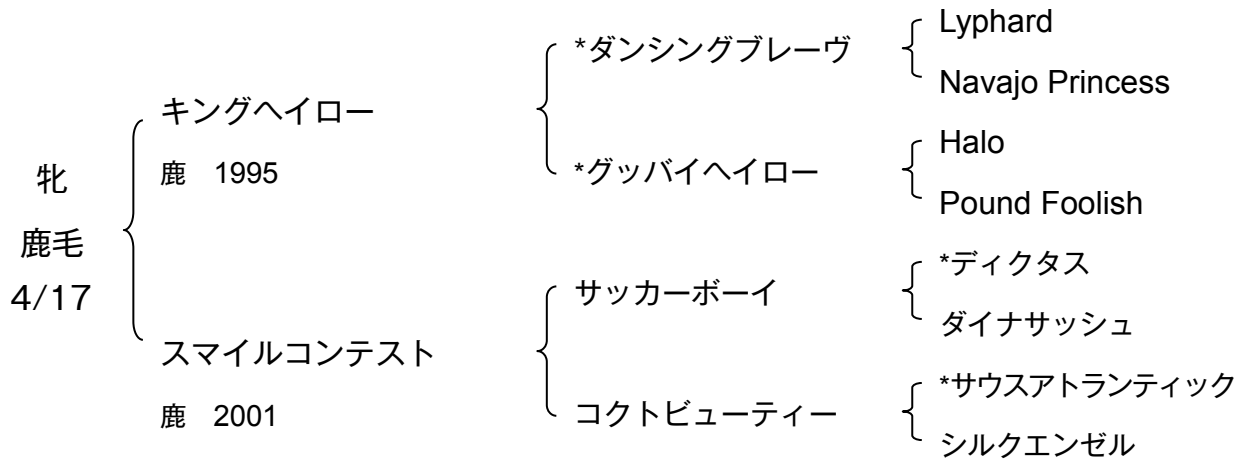 牝
鹿毛
4/17
キングヘイロー
鹿　1995
スマイルコンテスト
鹿　2001
*ダンシングブレーヴ
*グッバイヘイロー
サッカーボーイ
コクトビューティー
Lyphard
Navajo Princess
Halo
Pound Foolish
*ディクタス
ダイナサッシュ
*サウスアトランティック
シルクエンゼル